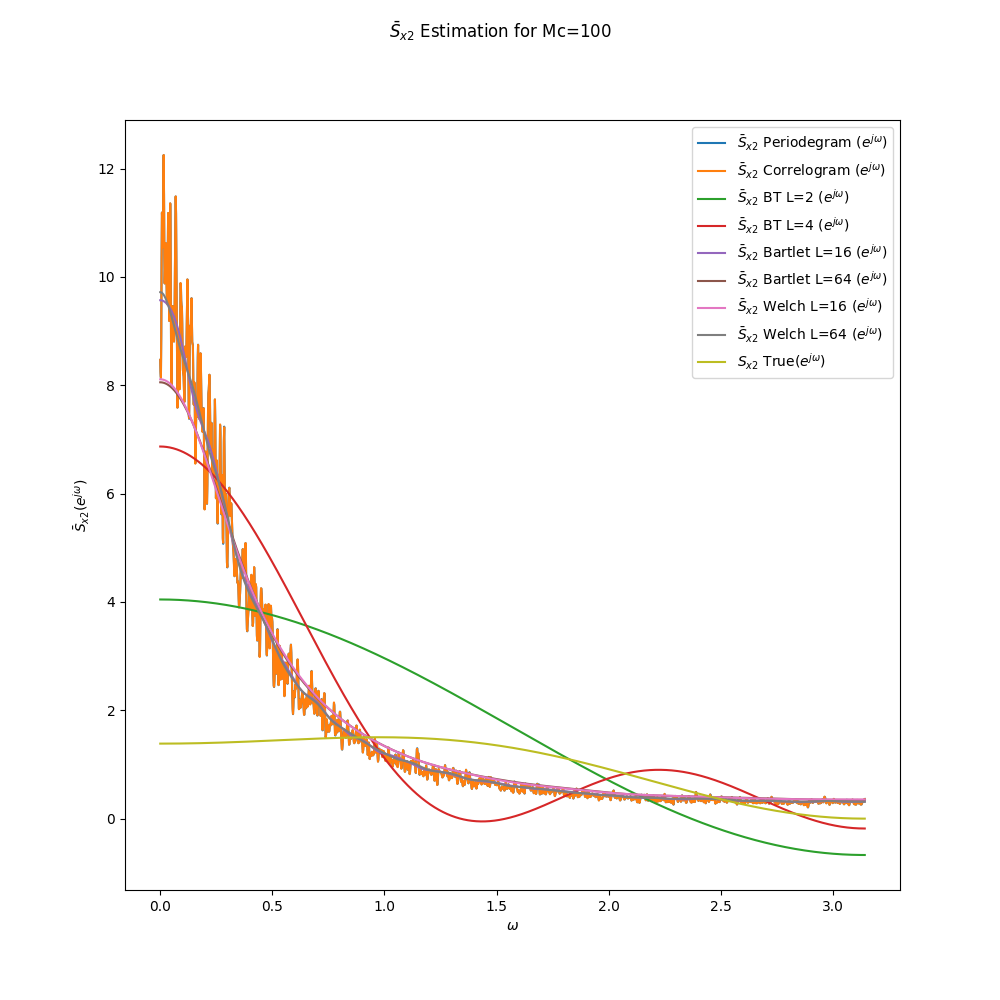 S̄x2 Estimation for Mc=100
S̄x2 Periodegram (e^jω)
S̄x2 Correlogram (e^jω)
S̄x2 BT L=2 (e^jω)
S̄x2 BT L=4 (e^jω)
S̄x2 Bartlet L=16 (e^jω)
S̄x2 Bartlet L=64 (e^jω)
S̄x2 Welch L=16 (e^jω)
S̄x2 Welch L=64 (e^jω)
Sx2 True(e^jω)
S̄x2(e^jω)
12
10
8
6
4
2
0
0.0 0.5 1.0 1.5 2.0 2.5 3.0
ω